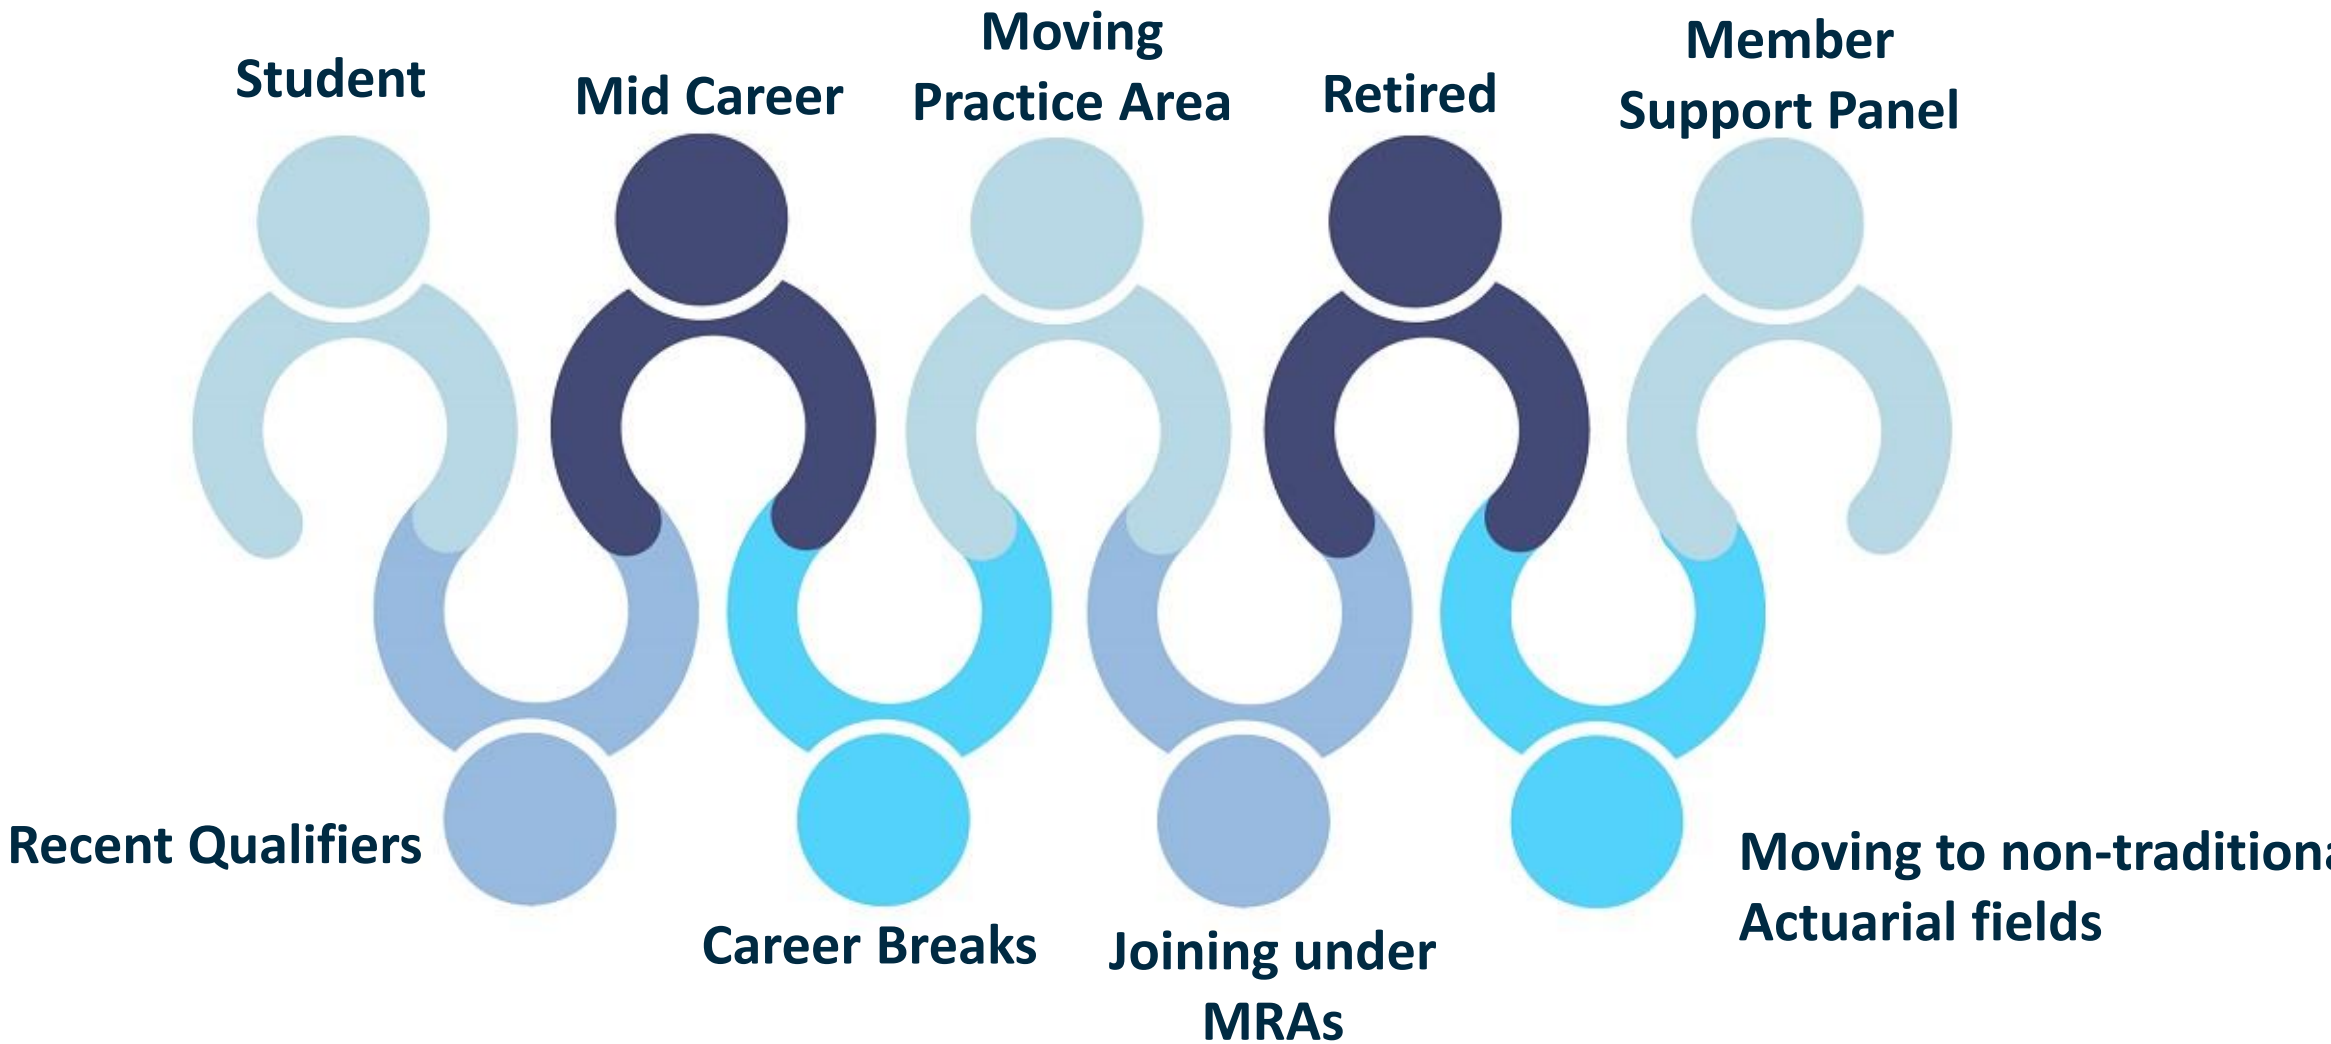 Student
Mid Career
Moving
Practice Area
Retired
Member
Support Panel
Recent Qualifiers
Career Breaks
Joining under
MRAs
Moving to non-traditiona
Actuarial fields